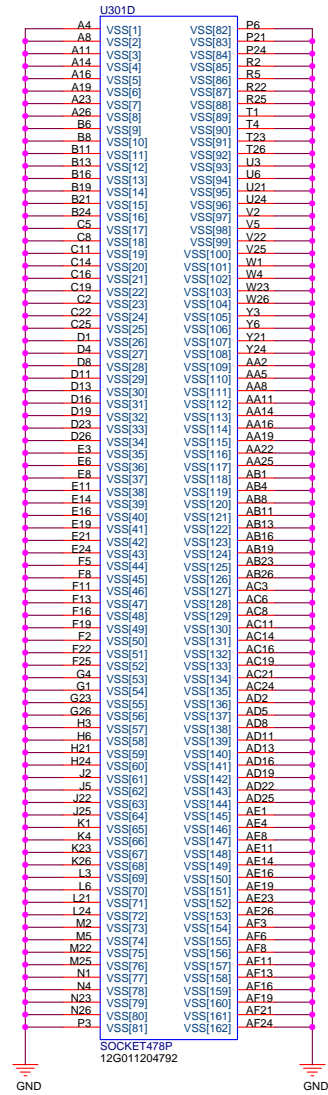 U301D
A4 VSS[1] VSS[82] P6
A8 VSS[2] VSS[83] P21
A11 VSS[3] VSS[84] P24
A14 VSS[4] VSS[85] R2
A16 VSS[5] VSS[86] R5
A19 VSS[6] VSS[87] R22
A23 VSS[7] VSS[88] R25
A26 VSS[8] VSS[89] T1
B6 VSS[9] VSS[90] T4
B8 VSS[10] VSS[91] T23
B11 VSS[11] VSS[92] T26
B13 VSS[12] VSS[93] U3
B16 VSS[13] VSS[94] U6
B19 VSS[14] VSS[95] U21
B21 VSS[15] VSS[96] U24
B24 VSS[16] VSS[97] V2
C5 VSS[17] VSS[98] V5
C8 VSS[18] VSS[99] V22
C11 VSS[19] VSS[100] V25
C14 VSS[20] VSS[101] W1
C16 VSS[21] VSS[102] W4
C19 VSS[22] VSS[103] W23
C2 VSS[23] VSS[104] W26
C22 VSS[24] VSS[105] Y3
C25 VSS[25] VSS[106] Y6
D1 VSS[26] VSS[107] Y21
D4 VSS[27] VSS[108] Y24
D8 VSS[28] VSS[109] AA2
D11 VSS[29] VSS[110] AA5
D13 VSS[30] VSS[111] AA8
D16 VSS[31] VSS[112] AA11
D19 VSS[32] VSS[113] AA14
D23 VSS[33] VSS[114] AA16
D26 VSS[34] VSS[115] AA19
E3 VSS[35] VSS[116] AA22
E6 VSS[36] VSS[117] AA25
E8 VSS[37] VSS[118] AB1
E11 VSS[38] VSS[119] AB4
E14 VSS[39] VSS[120] AB8
E16 VSS[40] VSS[121] AB11
E19 VSS[41] VSS[122] AB13
E21 VSS[42] VSS[123] AB16
E24 VSS[43] VSS[124] AB19
F5 VSS[44] VSS[125] AB23
F8 VSS[45] VSS[126] AB26
F11 VSS[46] VSS[127] AC3
F13 VSS[47] VSS[128] AC6
F16 VSS[48] VSS[129] AC8
F19 VSS[49] VSS[130] AC11
F2 VSS[50] VSS[131] AC14
F22 VSS[51] VSS[132] AC16
F25 VSS[52] VSS[133] AC19
G4 VSS[53] VSS[134] AC21
G1 VSS[54] VSS[135] AC24
G23 VSS[55] VSS[136] AD2
G26 VSS[56] VSS[137] AD5
H3 VSS[57] VSS[138] AD8
H6 VSS[58] VSS[139] AD11
H21 VSS[59] VSS[140] AD13
H24 VSS[60] VSS[141] AD16
J2 VSS[61] VSS[142] AD19
J5 VSS[62] VSS[143] AD22
J22 VSS[63] VSS[144] AD25
J25 VSS[64] VSS[145] AE1
K1 VSS[65] VSS[146] AE4
K4 VSS[66] VSS[147] AE8
K23 VSS[67] VSS[148] AE11
K26 VSS[68] VSS[149] AE14
L3 VSS[69] VSS[150] AE16
L6 VSS[70] VSS[151] AE19
L21 VSS[71] VSS[152] AE23
L24 VSS[72] VSS[153] AE26
M2 VSS[73] VSS[154] AF3
M5 VSS[74] VSS[155] AF6
M22 VSS[75] VSS[156] AF8
M25 VSS[76] VSS[157] AF11
N1 VSS[77] VSS[158] AF13
N4 VSS[78] VSS[159] AF16
N23 VSS[79] VSS[160] AF19
N26 VSS[80] VSS[161] AF21
P3 VSS[81] VSS[162] AF24
SOCKET478P
12G011204792
GND GND